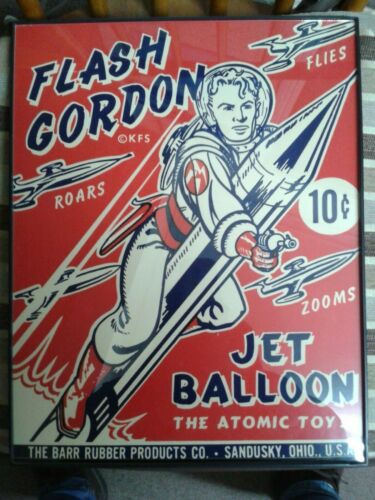 FLASH
GORDON
©KFS
FLIES
ROARS
10¢
ZOOMS
JET
BALLOON
THE ATOMIC TOY
THE BARR RUBBER PRODUCTS CO. • SANDUSKY, OHIO., U.S.A.